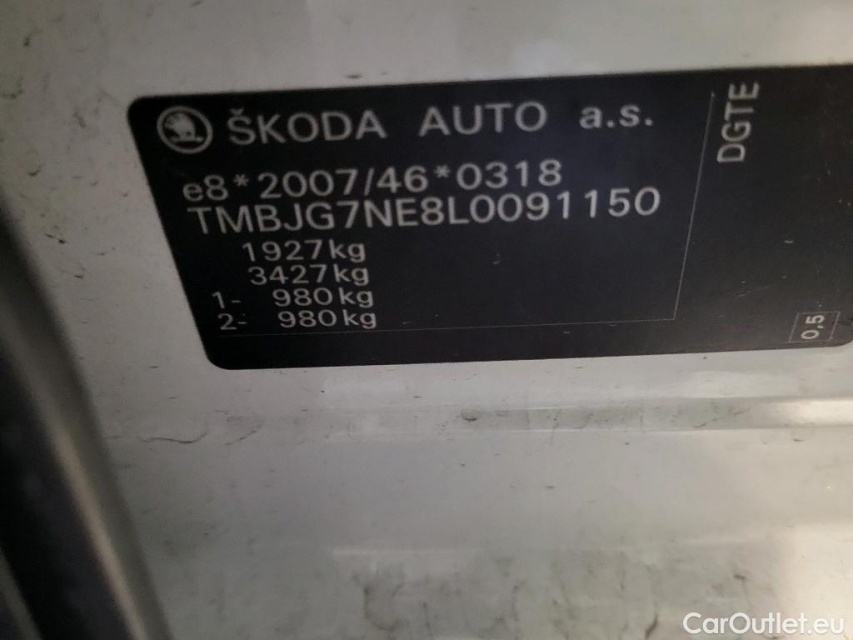 ŠKODA AUTO a.s.
e8*2007/46*0318
TMBJG7NE8L0091150
1927kg
3427kg
1- 980kg
2- 980kg
DGTE
0,5
CarOutlet.eu